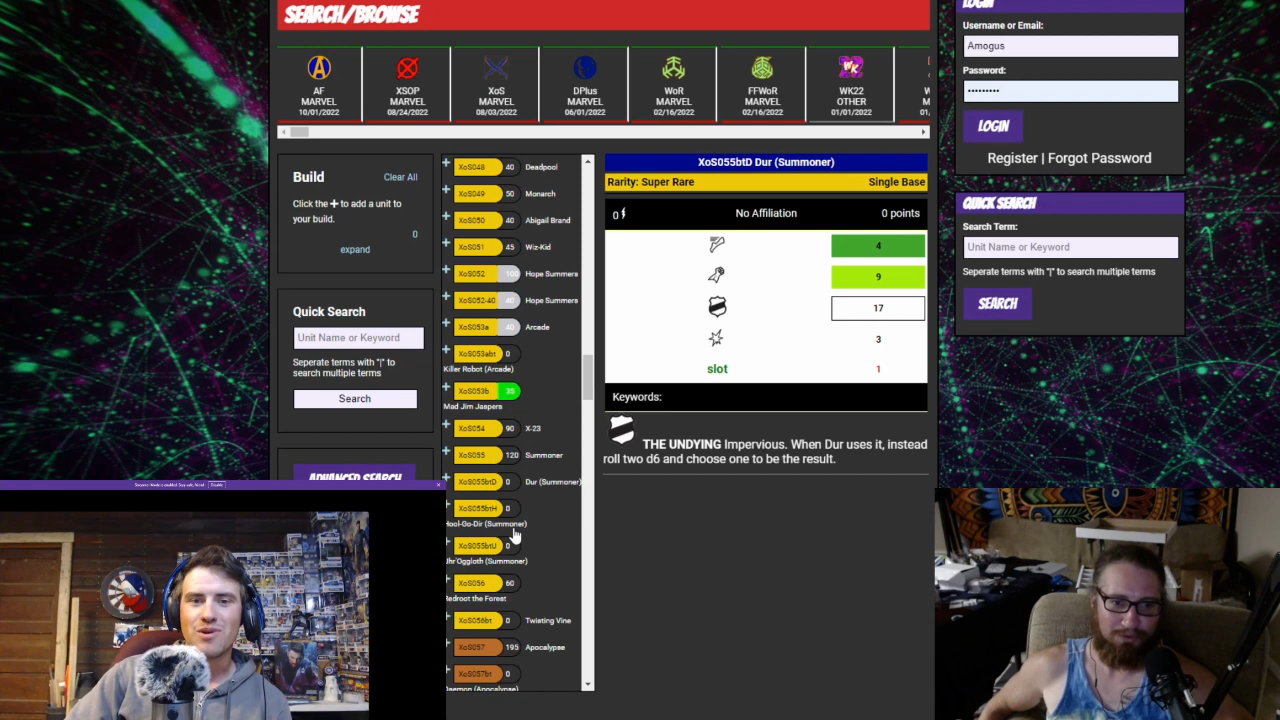 SEARCH/BROWSE
AF
MARVEL
10/01/2022
XSOP
MARVEL
08/24/2022
XoS
MARVEL
08/03/2022
DPlus
MARVEL
06/01/2022
WoR
MARVEL
02/16/2022
FFWoR
MARVEL
02/16/2022
WK22
OTHER
01/01/2022
Build
Clear All
Click the + to add a unit to
your build.
0
expand
Quick Search
Unit Name or Keyword
Seperate terms with "|" to
search multiple terms
Search
ADVANCED SEARCH
XoS048 40 Deadpool
XoS049 50 Monarch
XoS050 40 Abigail Brand
XoS051 45 Wiz-Kid
XoS052 100 Hope Summers
XoS052-40 40 Hope Summers
XoS053a 40 Arcade
XoS053abt 0
Killer Robot (Arcade)
XoS053b 35
Mad Jim Jaspers
XoS054 90 X-23
XoS055 120 Summoner
XoS055btD 0 Dur (Summoner)
XoS055btH 0
Hool-Go-Dir (Summoner)
XoS055btU 0
Uhr'Oggloth (Summoner)
XoS056 60
Redroot the Forest
XoS056bt 0 Twisting Vine
XoS057 195 Apocalypse
XoS057bt 0
Daemon (Apocalypse)
XoS055btD Dur (Summoner)
Rarity: Super Rare Single Base
0 No Affiliation 0 points
4
9
17
3
slot 1
Keywords:
THE UNDYING Impervious. When Dur uses it, instead
roll two d6 and choose one to be the result.
LOGIN
Username or Email:
Amogus
Password:
•••••••••
LOGIN
Register | Forgot Password
QUICK SEARCH
Search Term:
Unit Name or Keyword
Seperate terms with "|" to search multiple terms
SEARCH